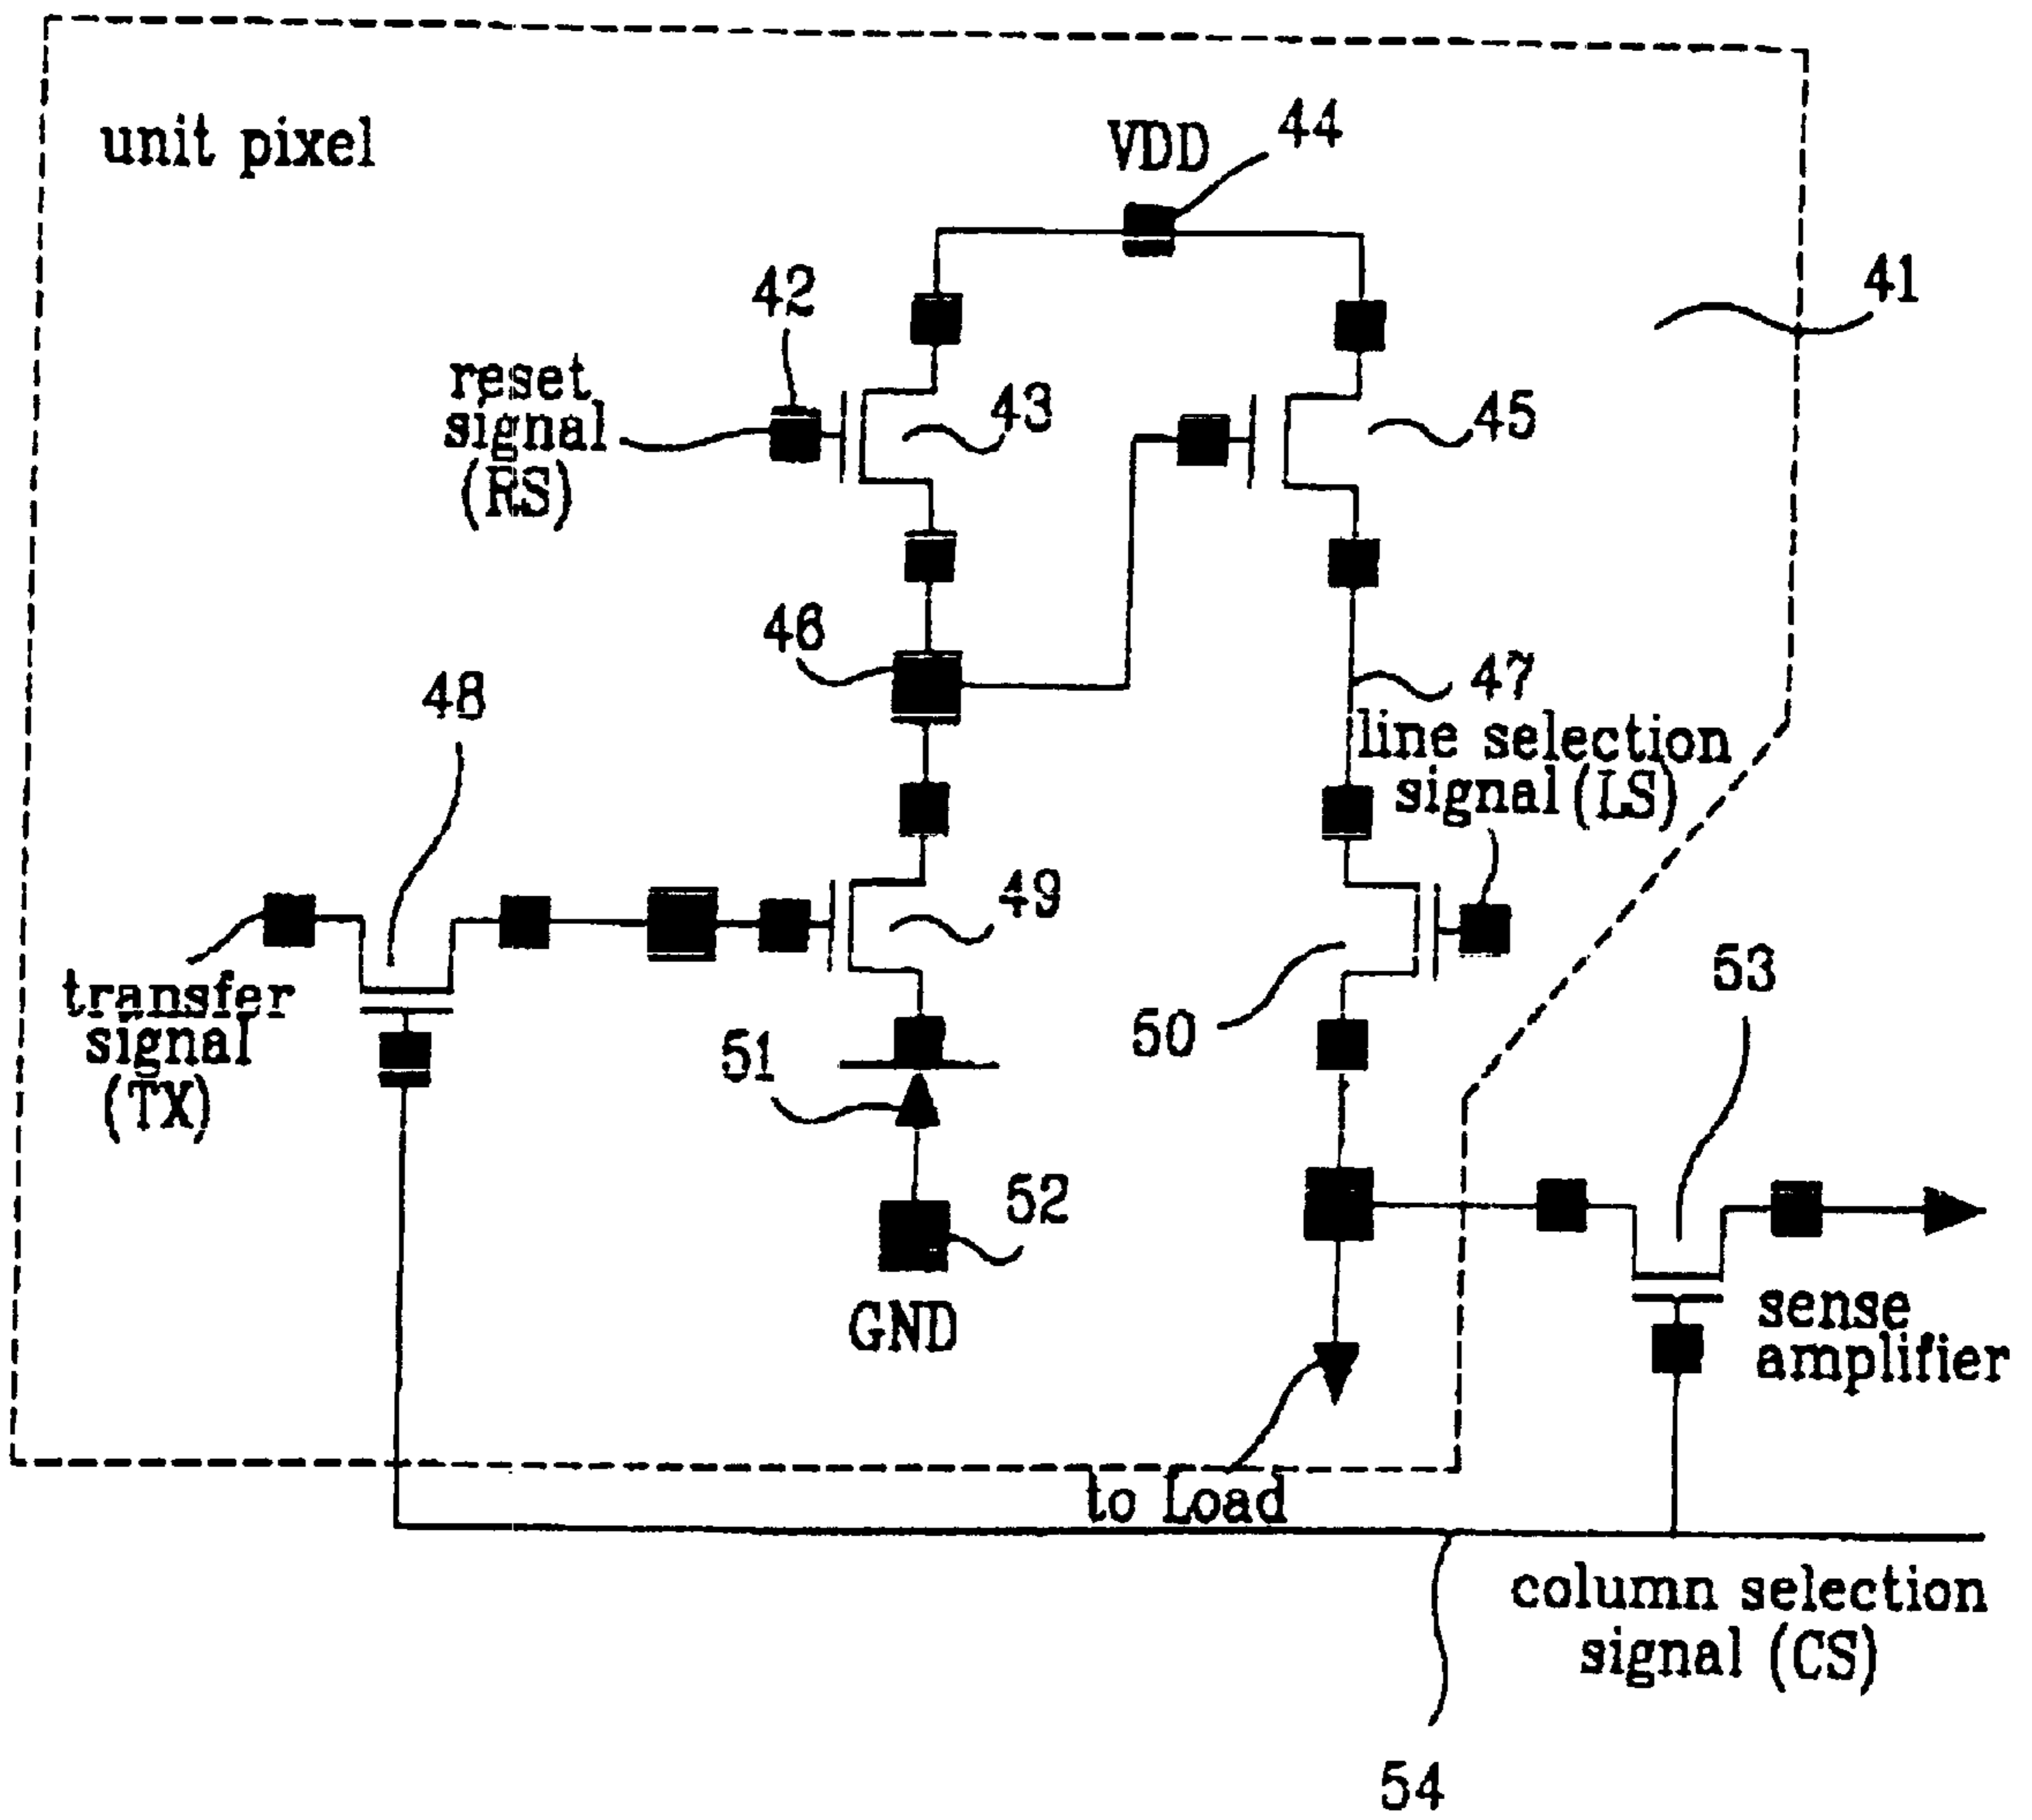 unit pixel
VDD
44
42
41
reset
signal
(RS)
43
45
46
48
47
line selection
signal (LS)
49
transfer
signal
(TX)
51
50
53
52
GND
sense
amplifier
to Load
column selection
signal (CS)
54